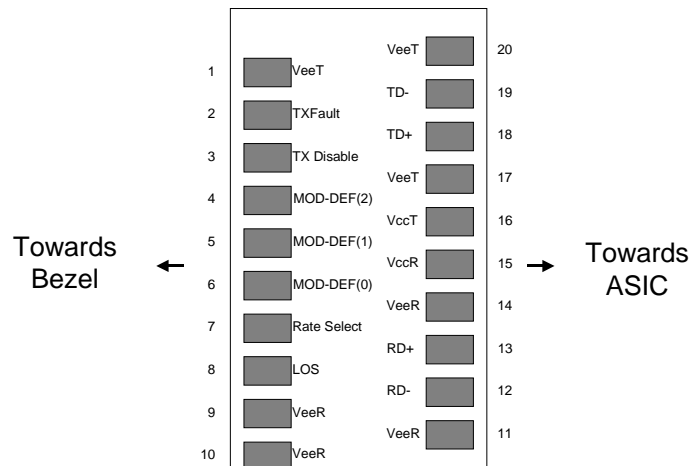 VeeT 20
1 VeeT
TD- 19
2 TXFault
TD+ 18
3 TX Disable
VeeT 17
4 MOD-DEF(2)
VccT 16
5 MOD-DEF(1)
VccR 15
6 MOD-DEF(0)
VeeR 14
7 Rate Select
RD+ 13
8 LOS
RD- 12
9 VeeR
VeeR 11
10 VeeR
Towards
Bezel
Towards
ASIC